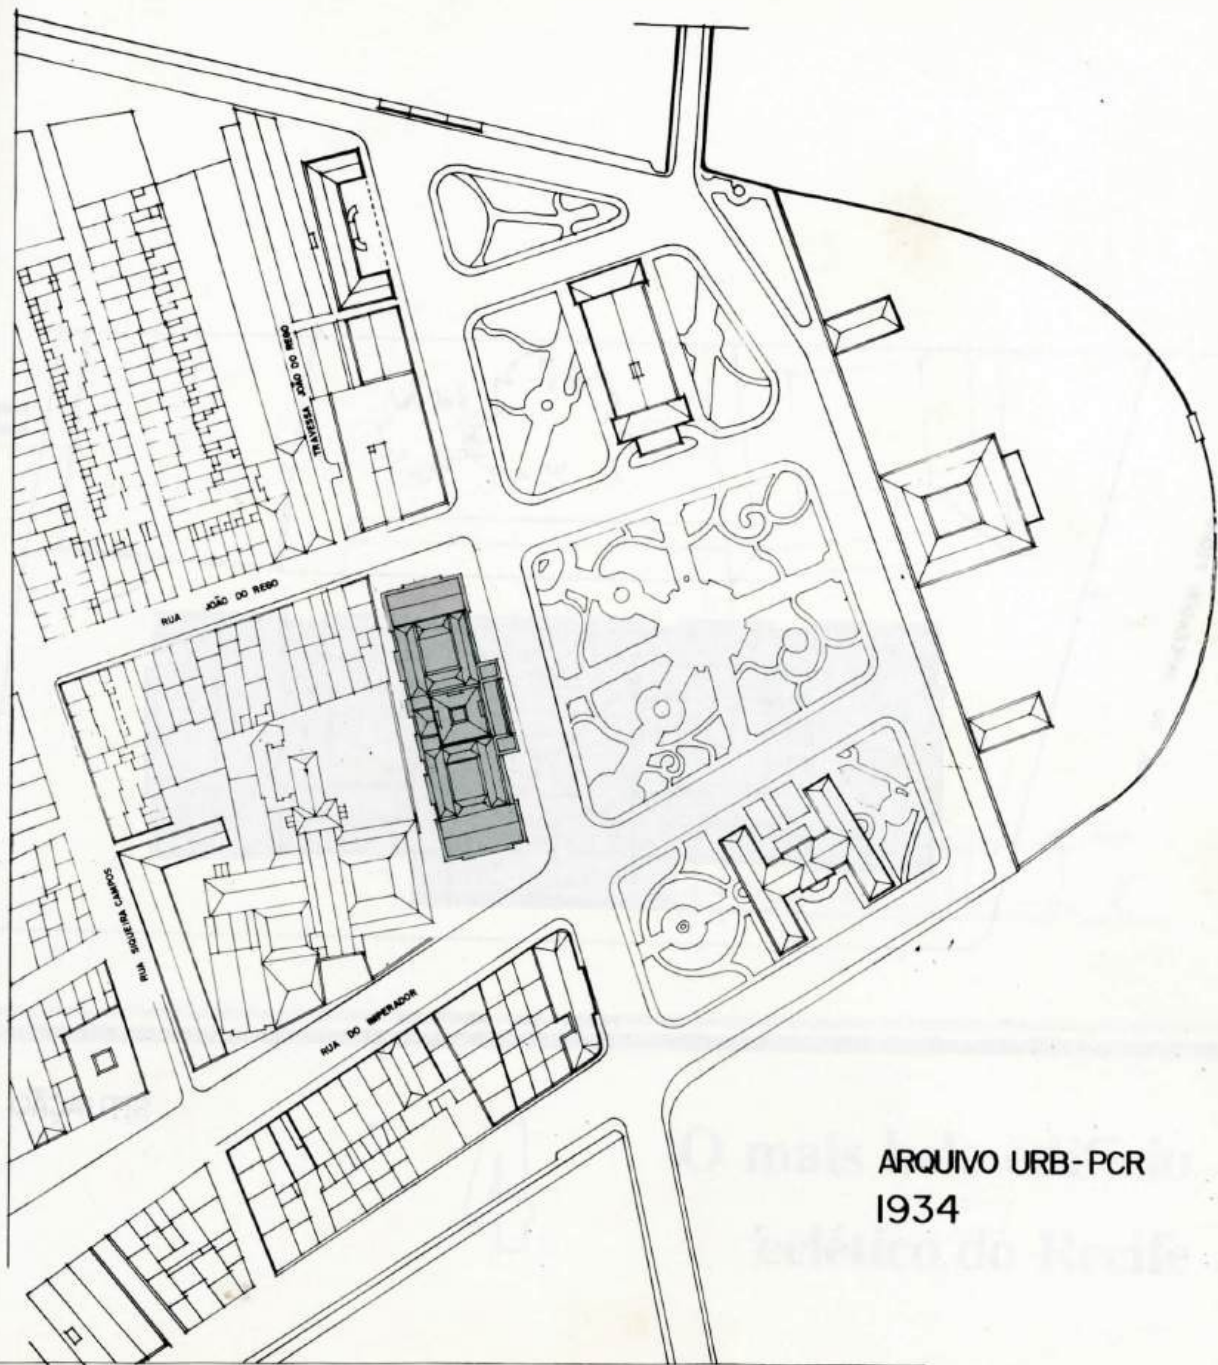 TRAVESSA JOÃO DO REGO
RUA JOÃO DO REGO
RUA SIQUEIRA CAMPOS
RUA DO IMPERADOR
ARQUIVO URB-PCR
1934
O mais
eclético do Recife